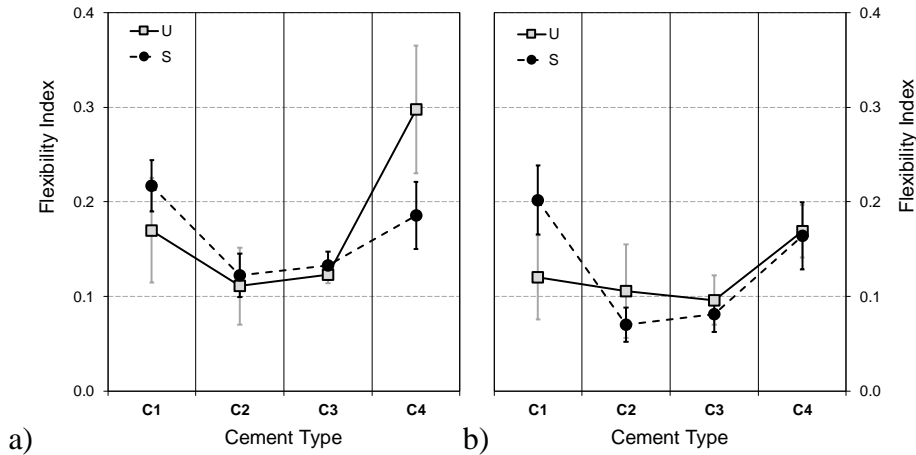 0.4
0.3
0.2
0.1
0.0
Flexibility Index
U
S
C1 C2 C3 C4
Cement Type
a)
U
S
C1 C2 C3 C4
Cement Type
b)
0.4
0.3
0.2
0.1
0.0
Flexibility Index